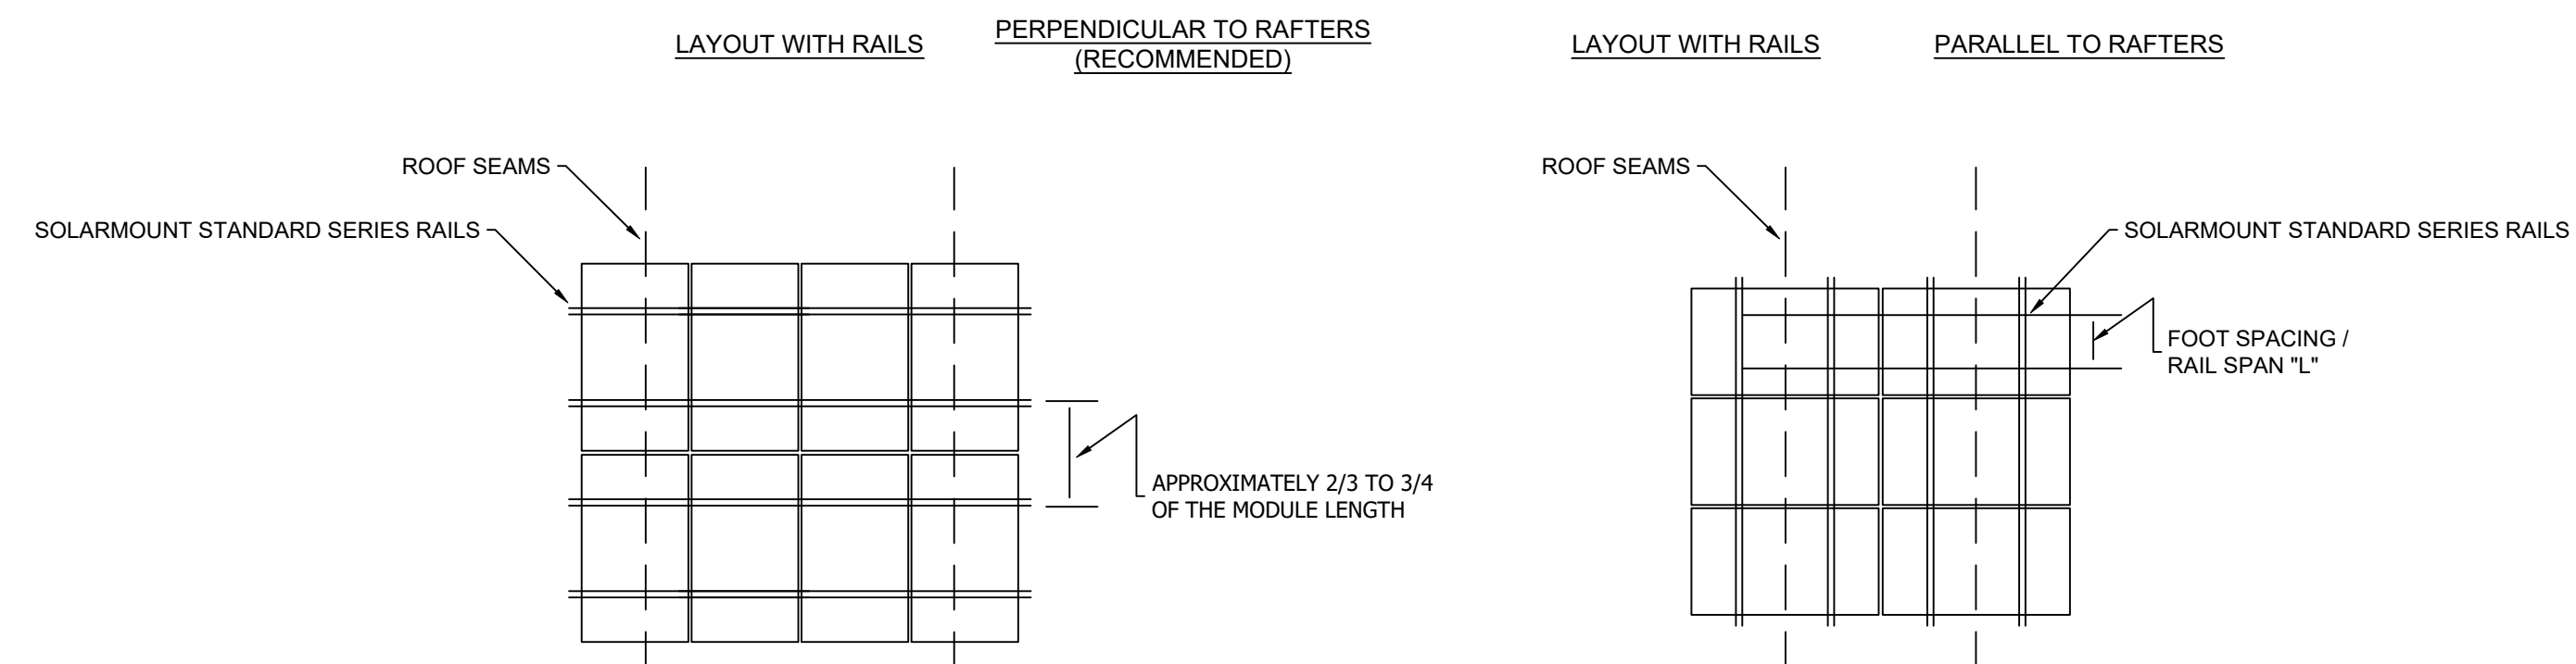 LAYOUT WITH RAILS
PERPENDICULAR TO RAFTERS
(RECOMMENDED)
ROOF SEAMS
SOLARMOUNT STANDARD SERIES RAILS
APPROXIMATELY 2/3 TO 3/4
OF THE MODULE LENGTH
LAYOUT WITH RAILS
PARALLEL TO RAFTERS
ROOF SEAMS
SOLARMOUNT STANDARD SERIES RAILS
FOOT SPACING /
RAIL SPAN "L"